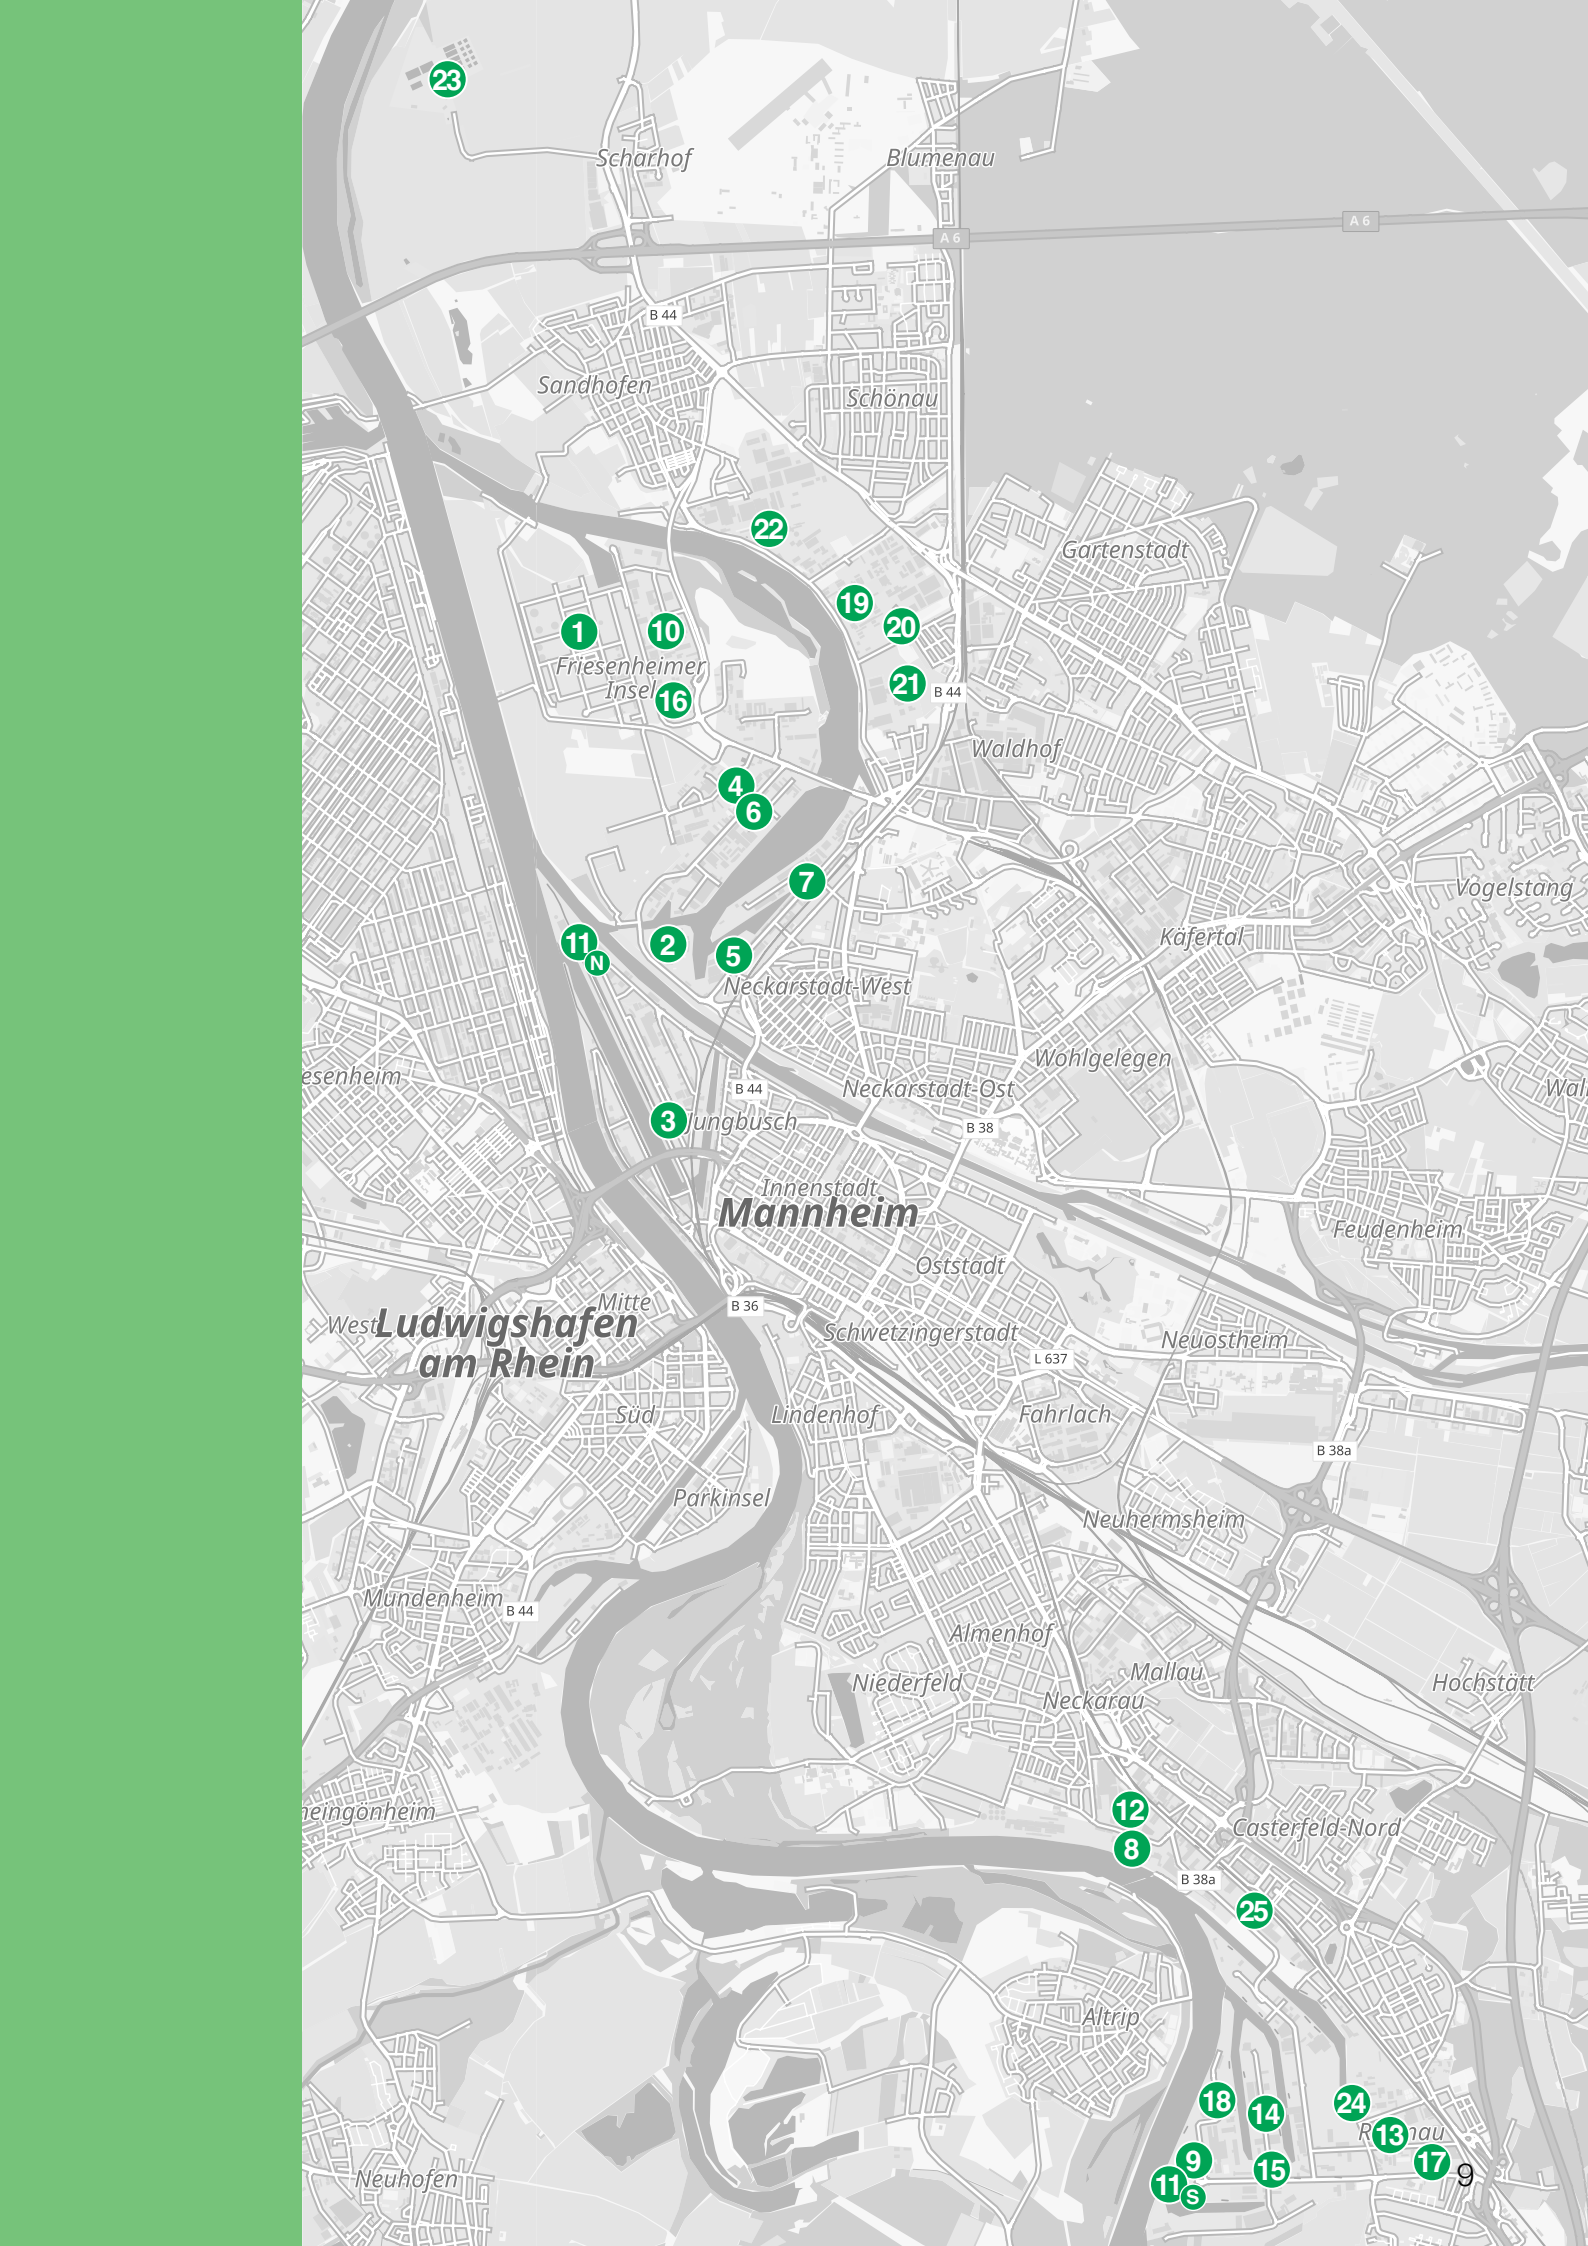 23
Scharhof
Blumenau
A 6
A 6
B 44
Sandhofen
Schönau
22
Gartenstadt
19
20
1
10
Friesenheimer
Insel
16
21
B 44
Waldhof
4
6
7
Vogelstang
Käfertal
11
N
2
5
Neckarstadt-West
Wohlgelegen
esenheim
B 44
Neckarstadt-Ost
Wal
3
Jungbusch
B 38
Innenstadt
Mannheim
Feudenheim
Oststadt
Mitte
B 36
West
Ludwigshafen
am Rhein
Schwetzingerstadt
Neuostheim
L 637
Süd
Lindenhof
Fahrlach
B 38a
Parkinsel
Neuhermsheim
Mundenheim
B 44
Almenhof
Mallau
Niederfeld
Neckarau
Hochstätt
12
heingönheim
Casterfeld-Nord
8
B 38a
25
Altrip
18
14
24
R
13
nau
9
17
11
S
15
9
Neuhofen